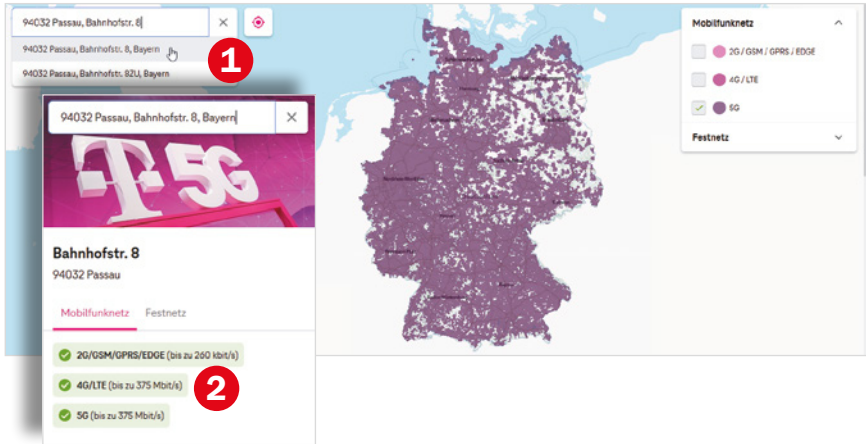 94032 Passau, Bahnhofstr. 8
94032 Passau, Bahnhofstr. 8, Bayern
94032 Passau, Bahnhofstr. 82U, Bayern
1
Mobilfunknetz
2G / GSM / GPRS / EDGE
4G / LTE
5G
Festnetz
94032 Passau, Bahnhofstr. 8, Bayern
T 5G
Bahnhofstr. 8
94032 Passau
Mobilfunknetz Festnetz
2G/GSM/GPRS/EDGE (bis zu 260 kbit/s)
4G/LTE (bis zu 375 Mbit/s)
2
5G (bis zu 375 Mbit/s)